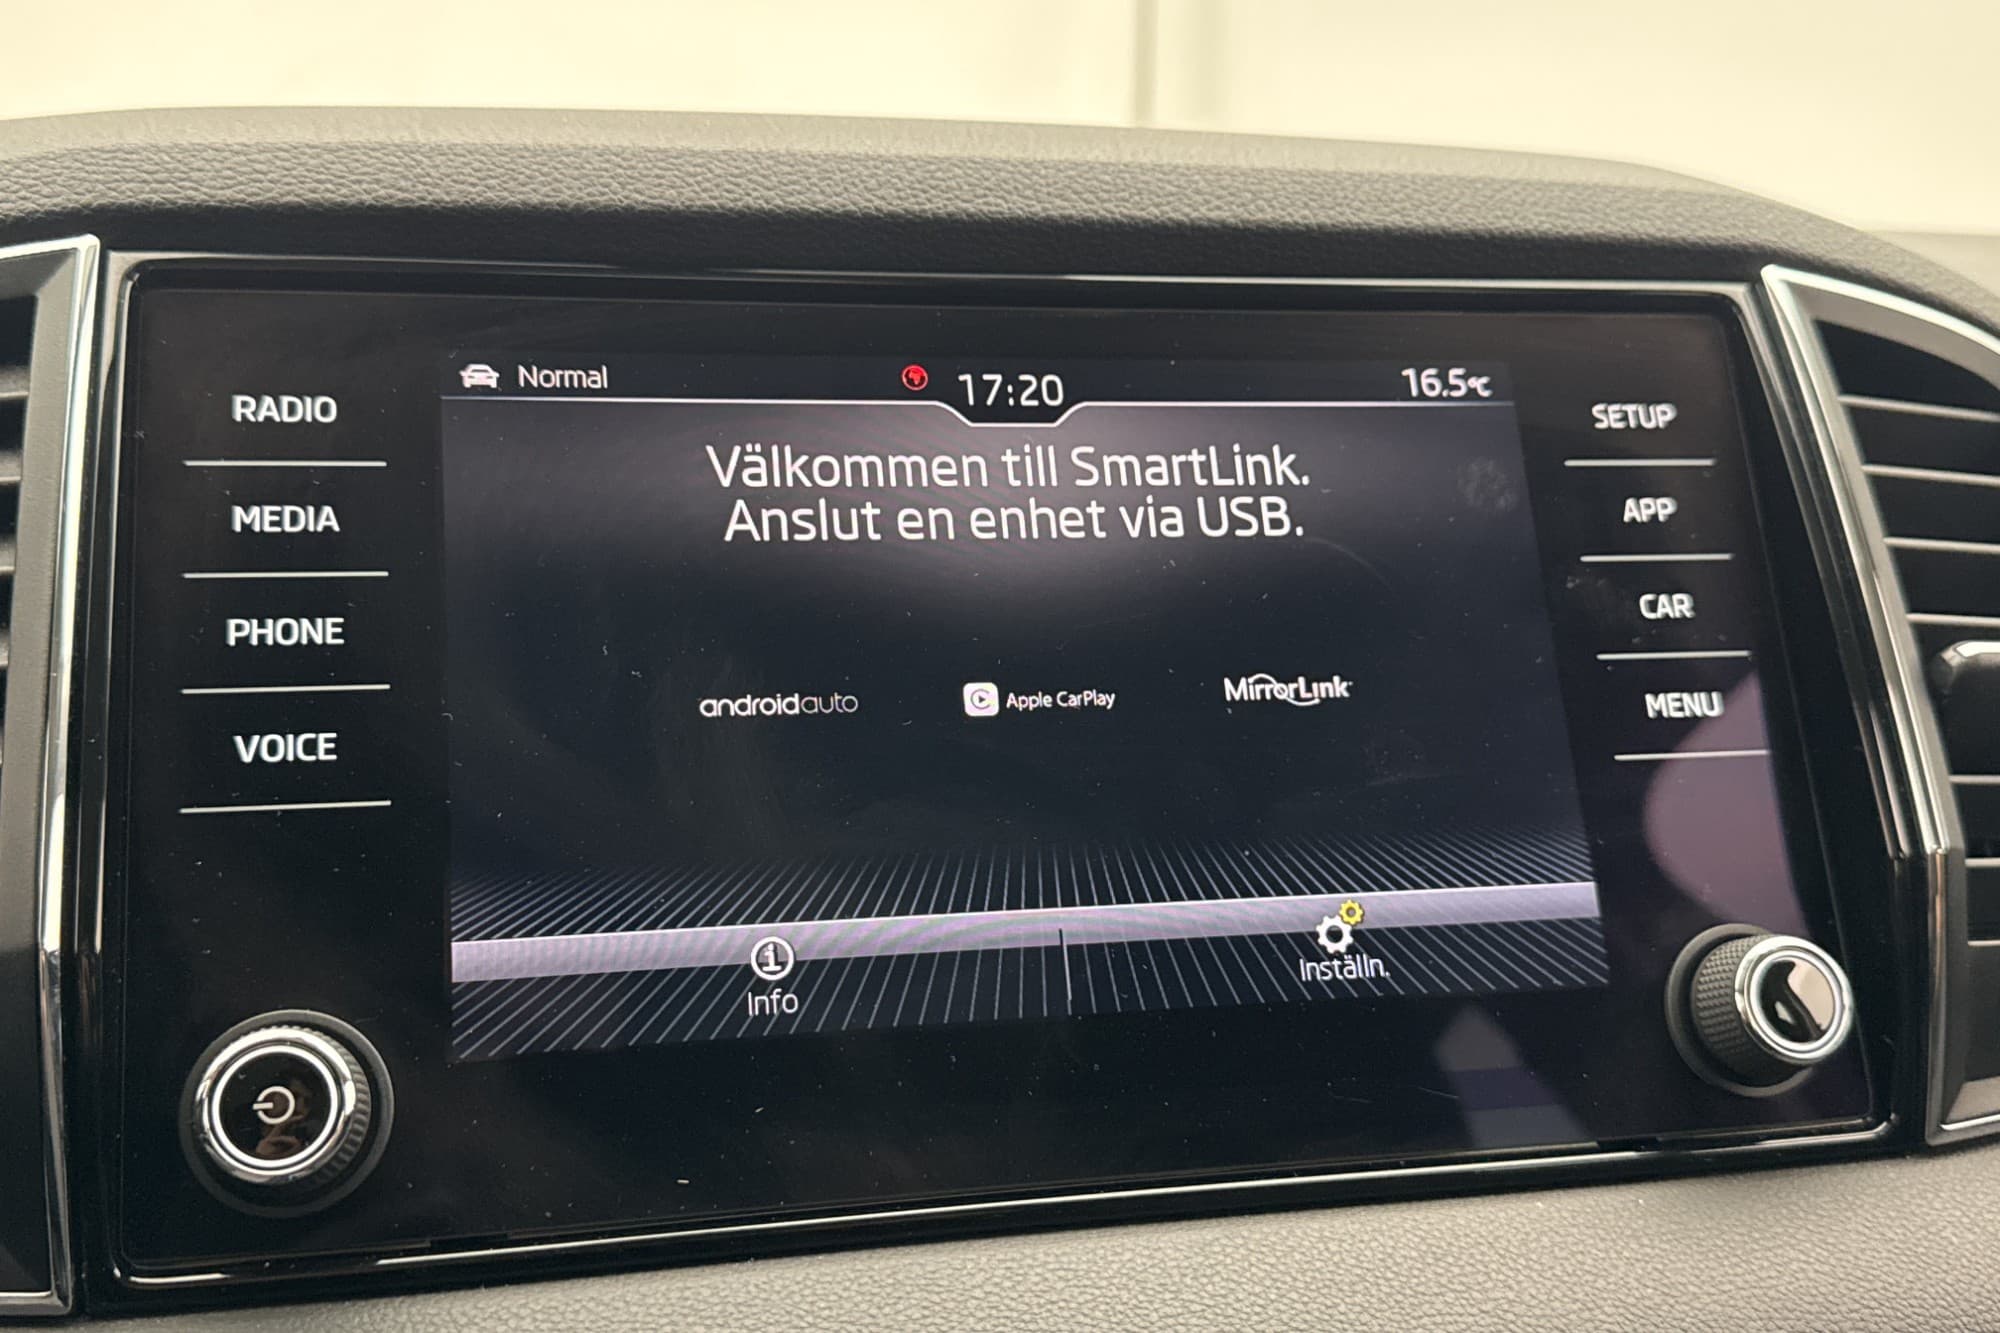 Normal
17:20
16.5°C
RADIO
MEDIA
PHONE
VOICE
Välkommen till SmartLink.
Anslut en enhet via USB.
androidauto
Apple CarPlay
MirrorLink
Info
Inställn.
SETUP
APP
CAR
MENU